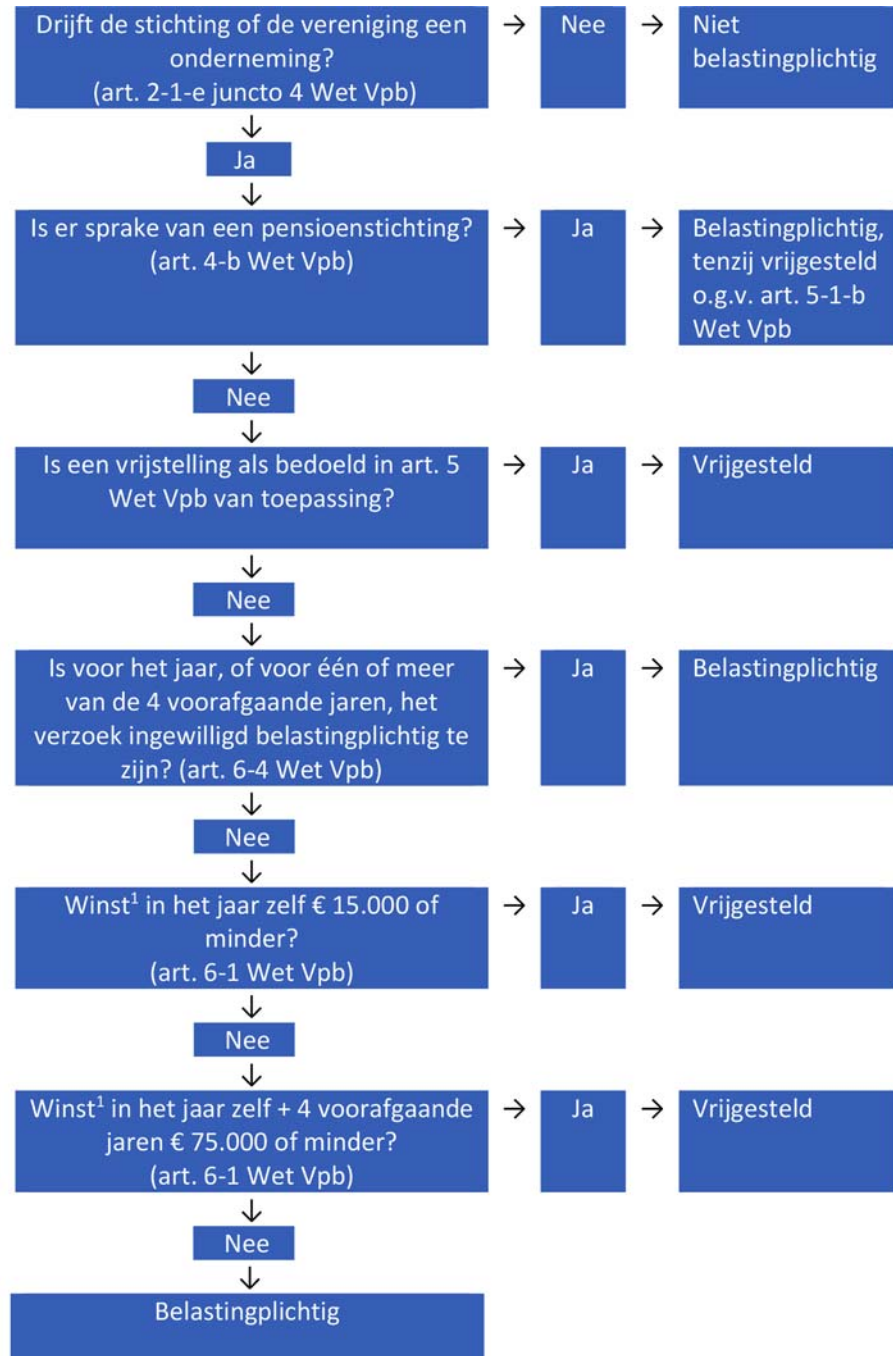 Drijft de stichting of de vereniging een
onderneming?
(art. 2-1-e juncto 4 Wet Vpb)
→
Nee
→
Niet
belastingplichtig
↓
Ja
↓
Is er sprake van een pensioenstichting?
(art. 4-b Wet Vpb)
→
Ja
→
Belastingplichtig,
tenzij vrijgesteld
o.g.v. art. 5-1-b
Wet Vpb
↓
Nee
↓
Is een vrijstelling als bedoeld in art. 5
Wet Vpb van toepassing?
→
Ja
→
Vrijgesteld
↓
Nee
↓
Is voor het jaar, of voor één of meer
van de 4 voorafgaande jaren, het
verzoek ingewilligd belastingplichtig te
zijn? (art. 6-4 Wet Vpb)
→
Ja
→
Belastingplichtig
↓
Nee
↓
Winst¹ in het jaar zelf € 15.000 of
minder?
(art. 6-1 Wet Vpb)
→
Ja
→
Vrijgesteld
↓
Nee
↓
Winst¹ in het jaar zelf + 4 voorafgaande
jaren € 75.000 of minder?
(art. 6-1 Wet Vpb)
→
Ja
→
Vrijgesteld
↓
Nee
↓
Belastingplichtig